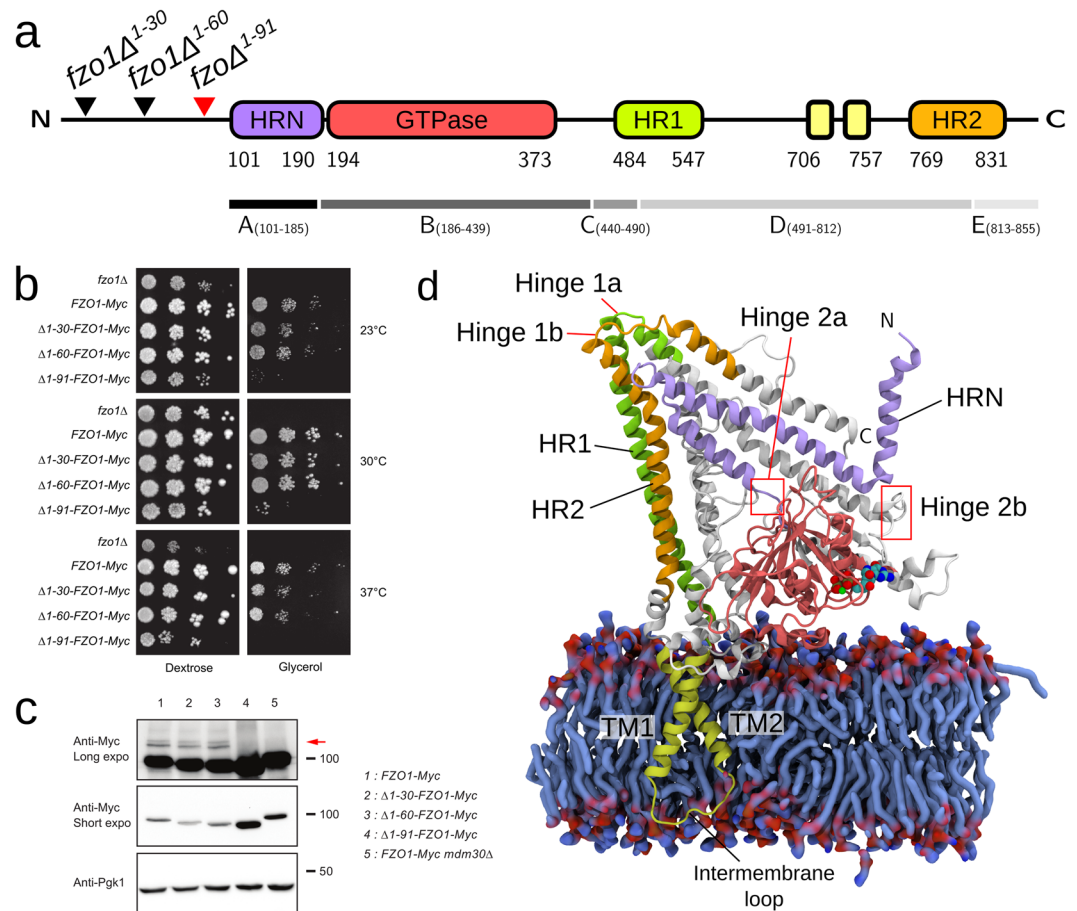 a
fzo1Δ1-30
fzo1Δ1-60
fzoΔ1-91
N
HRN
GTPase
HR1
HR2
C
101 190 194 373 484 547 706 757 769 831
A(101-185) B(186-439) C(440-490) D(491-812) E(813-855)
b
fzo1Δ
FZO1-Myc
Δ1-30-FZO1-Myc
Δ1-60-FZO1-Myc
Δ1-91-FZO1-Myc
23°C
fzo1Δ
FZO1-Myc
Δ1-30-FZO1-Myc
Δ1-60-FZO1-Myc
Δ1-91-FZO1-Myc
30°C
fzo1Δ
FZO1-Myc
Δ1-30-FZO1-Myc
Δ1-60-FZO1-Myc
Δ1-91-FZO1-Myc
37°C
Dextrose Glycerol
c
1 2 3 4 5
Anti-Myc
Long expo
100
Anti-Myc
Short expo
100
Anti-Pgk1
50
1 : FZO1-Myc
2 : Δ1-30-FZO1-Myc
3 : Δ1-60-FZO1-Myc
4 : Δ1-91-FZO1-Myc
5 : FZO1-Myc mdm30Δ
d
Hinge 1a
Hinge 1b
Hinge 2a
N
HRN
C
HR1
HR2
Hinge 2b
TM1
TM2
Intermembrane
loop